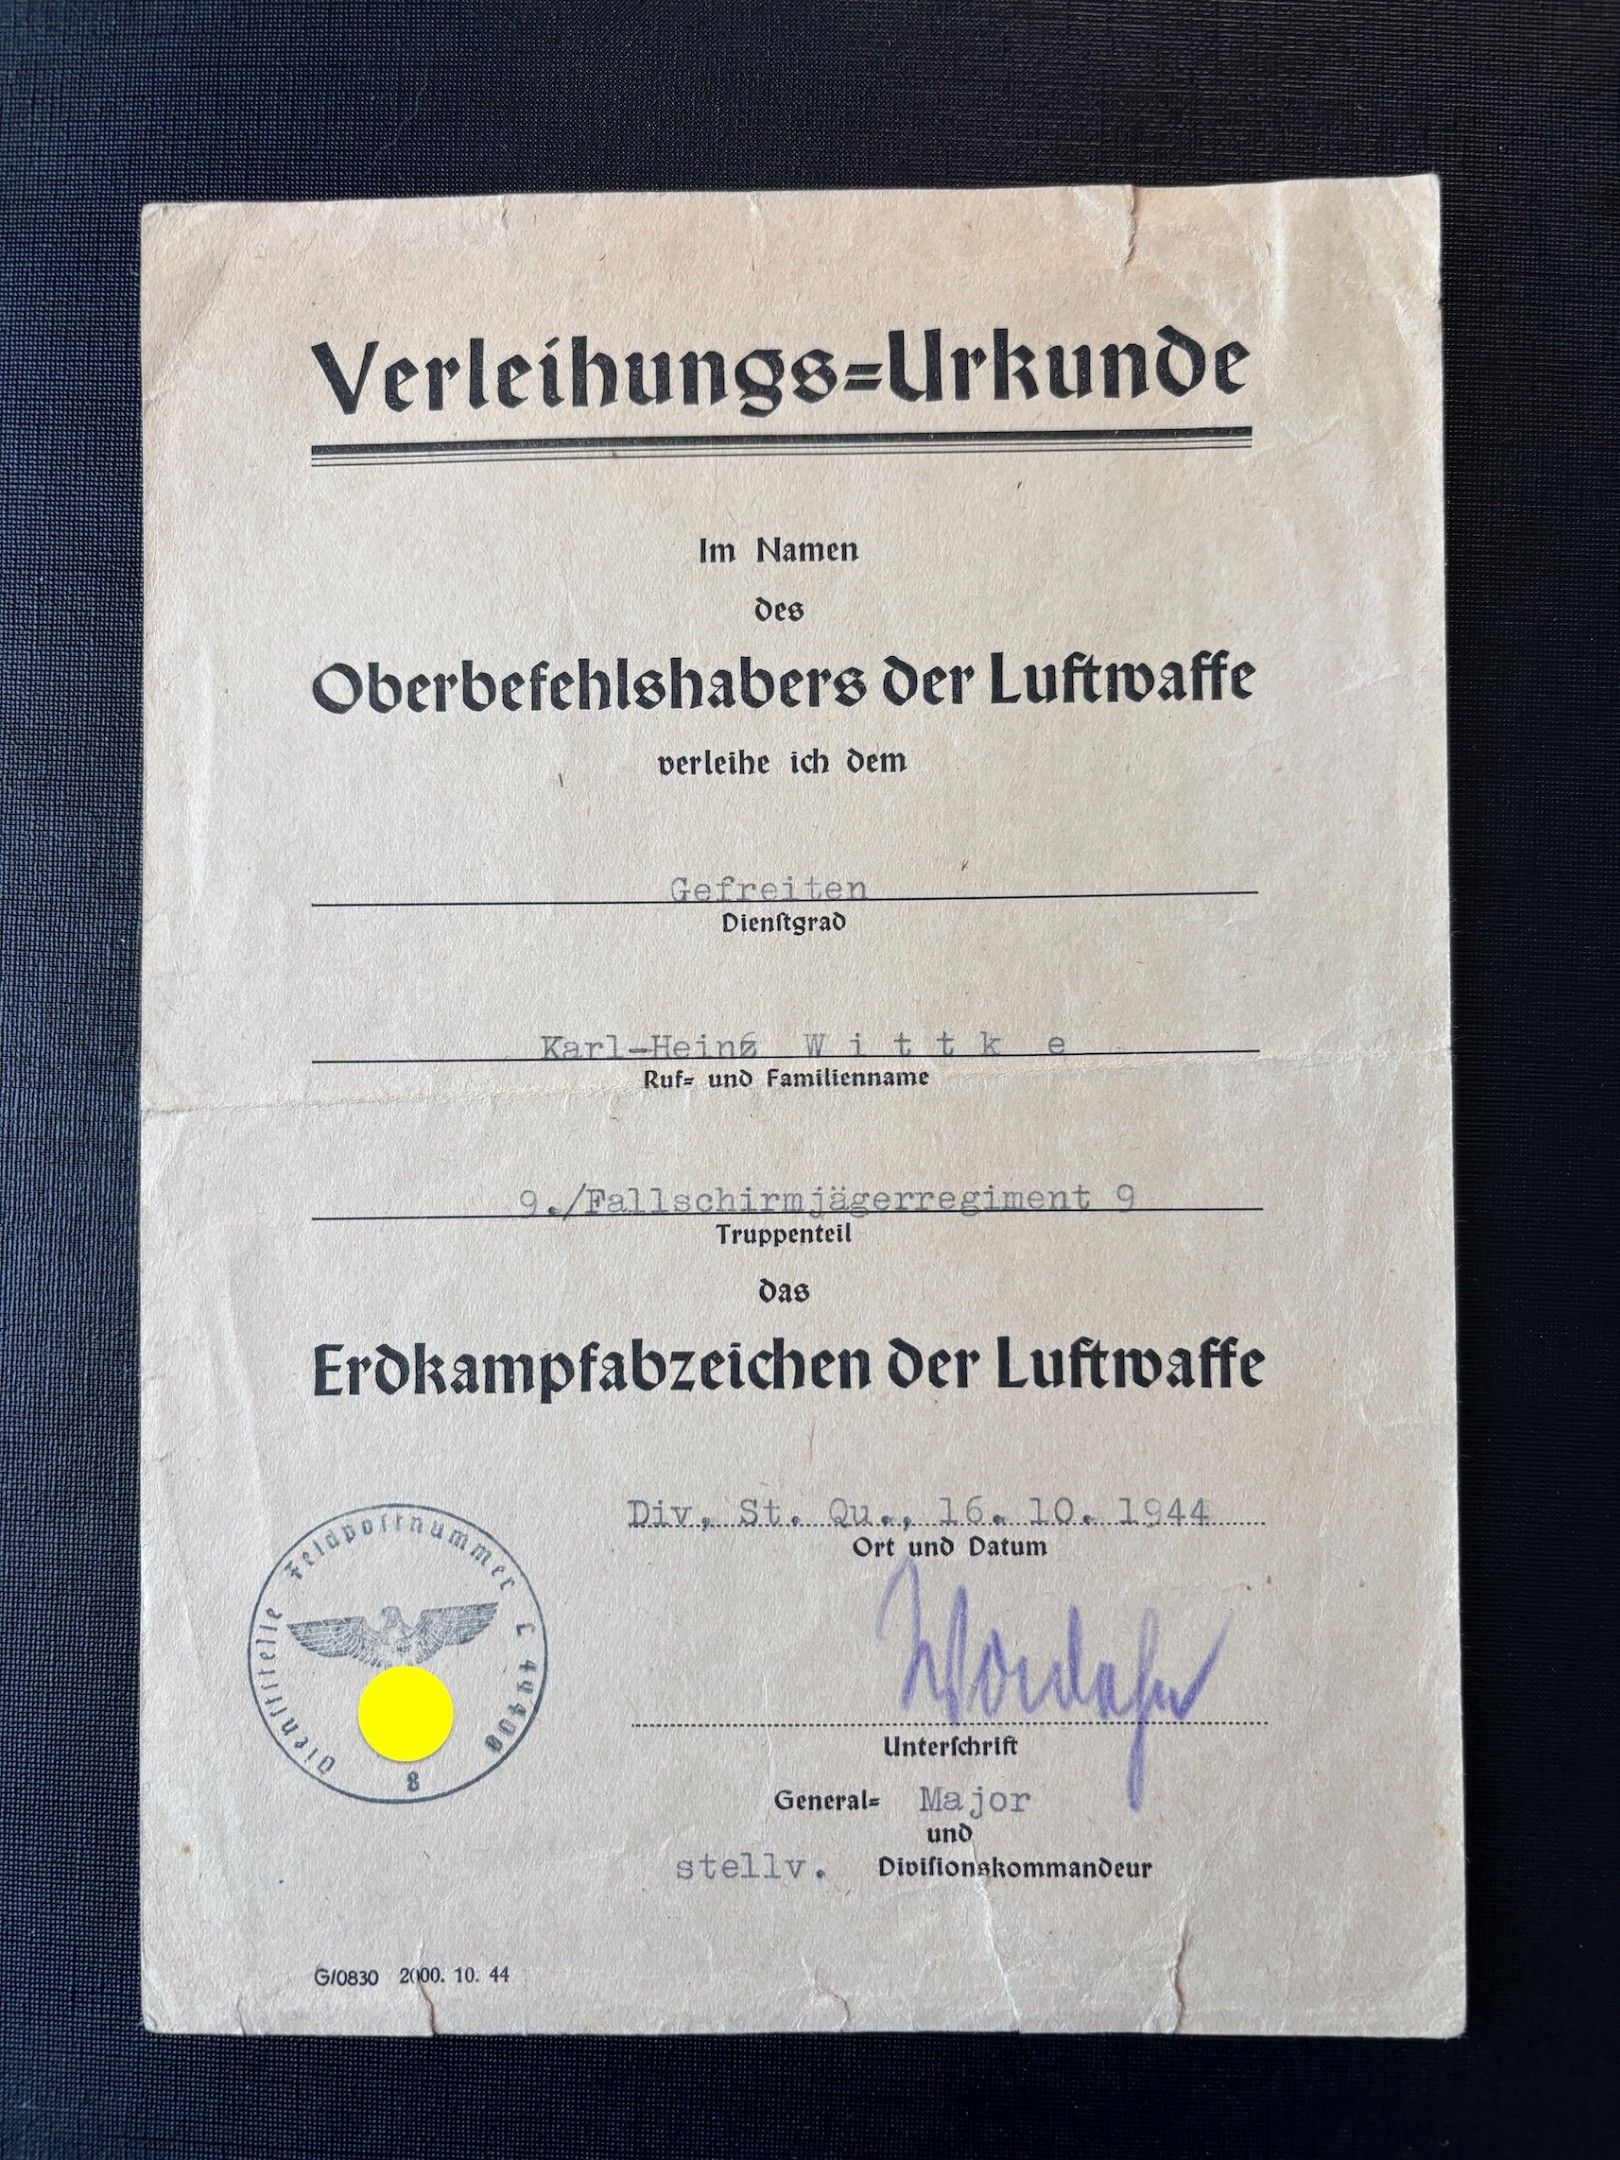 Verleihungs=Urkunde
Im Namen
des
Oberbefehlshabers der Luftwaffe
verleihe ich dem
Gefreiten
Dienſtgrad
Karl-Heinz W i t t k e
Ruf= und Familienname
9./Fallschirmjägerregiment 9
Truppenteil
das
Erdkampfabzeichen der Luftwaffe
Div. St. Qu., 16. 10. 1944
Ort und Datum
Dienſtſtelle Feldpoſtnummer L 49400
8
Unterſchrift
General= Major
und
stellv. Diviſionskommandeur
G/0830 2000. 10. 44